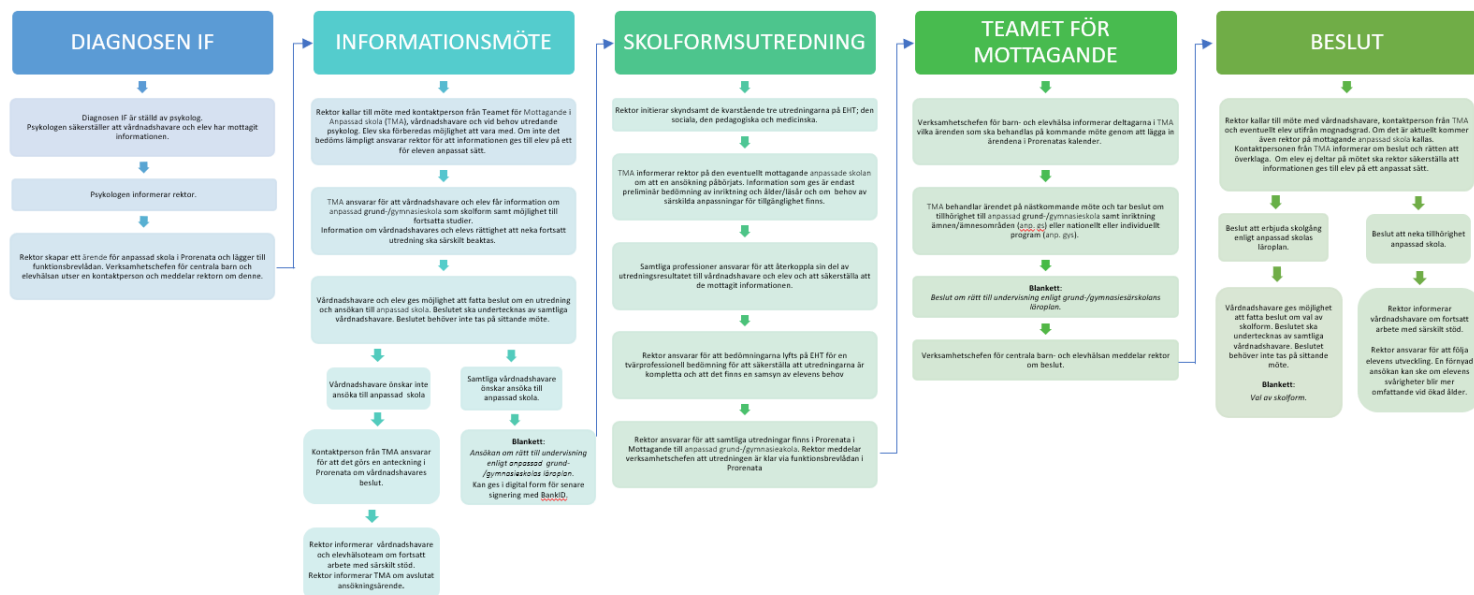 DIAGNOSEN IF
Diagnosen IF är ställd av psykolog.
Psykologen säkerställer att vårdnadshavare och elev har mottagit
informationen.
Psykologen informerar rektor.
Rektor skapar ett ärende för anpassad skola i Prorenata och lägger till
funktionsbrevlådan. Verksamhetschefen för centrala barn och
elevhälsan utser en kontaktperson och meddelar rektorn om denne.
INFORMATIONSMÖTE
Rektor kallar till möte med kontaktperson från Teamet för Mottagande i
Anpassad skola (TMA), vårdnadshavare och vid behov utredande
psykolog. Elev ska förberedas möjlighet att vara med. Om inte det
bedöms lämpligt ansvarar rektor för att informationen ges till elev på ett
för eleven anpassat sätt.
TMA ansvarar för att vårdnadshavare och elev får information om
anpassad grund-/gymnasieskola som skolform samt möjlighet till
fortsatta studier.
Information om vårdnadshavares och elevs rättighet att neka fortsatt
utredning ska särskilt beaktas.
Vårdnadshavare och elev ges möjlighet att fatta beslut om en utredning
och ansökan till anpassad skola. Beslutet ska undertecknas av samtliga
vårdnadshavare. Beslutet behöver inte tas på sittande möte.
Vårdnadshavare önskar inte
ansöka till anpassad skola
Kontaktperson från TMA ansvarar
för att det görs en anteckning i
Prorenata om vårdnadshavares
beslut.
Rektor informerar vårdnadshavare
och elevhälsoteam om fortsatt
arbete med särskilt stöd.
Rektor informerar TMA om avslutat
ansökningsärende.
Samtliga vårdnadshavare
önskar ansöka till
anpassad skola.
Blankett:
Ansökan om rätt till undervisning
enligt anpassad grund-
/gymnasieskolas läroplan.
Kan ges i digital form för senare
signering med BankID.
SKOLFORMSUTREDNING
Rektor initierar skyndsamt de kvarstående tre utredningarna på EHT; den
sociala, den pedagogiska och medicinska.
TMA informerar rektor på den eventuellt mottagande anpassade skolan
om att en ansökning påbörjats. Information som ges är endast
preliminär bedömning av inriktning och ålder/läsår och om behov av
särskilda anpassningar för tillgänglighet finns.
Samtliga professioner ansvarar för att återkoppla sin del av
utredningsresultatet till vårdnadshavare och elev och att säkerställa att
de mottagit informationen.
Rektor ansvarar för att bedömningarna lyfts på EHT för en
tvärprofessionell bedömning för att säkerställa att utredningarna är
kompletta och att det finns en samsyn av elevens behov
Rektor ansvarar för att samtliga utredningar finns i Prorenata i
Mottagande till anpassad grund-/gymnasieakola. Rektor meddelar
verksamhetschefen att utredningen är klar via funktionsbrevlådan i
Prorenata
TEAMET FÖR
MOTTAGANDE
Verksamhetschefen för barn- och elevhälsa informerar deltagarna i TMA
vilka ärenden som ska behandlas på kommande möte genom att lägga in
ärendena i Prorenatas kalender.
TMA behandlar ärendet på nästkommande möte och tar beslut om
tillhörighet till anpassad grund-/gymnasieskola samt inriktning
ämnen/ämnesområden (anp. gs) eller nationellt eller individuellt
program (anp. gys).
Blankett:
Beslut om rätt till undervisning enligt grund-/gymnasiesärskolans
läroplan.
Verksamhetschefen för centrala barn- och elevhälsan meddelar rektor
om beslut.
BESLUT
Rektor kallar till möte med vårdnadshavare, kontaktperson från TMA
och eventuellt elev utifrån mognadsgrad. Om det är aktuellt kommer
även rektor på mottagande anpassad skola kallas.
Kontaktpersonen från TMA informerar om beslut och rätten att
överklaga. Om elev ej deltar på mötet ska rektor säkerställa att
informationen ges till elev på ett anpassat sätt.
Beslut att erbjuda skolgång
enligt anpassad skolas
läroplan.
Vårdnadshavare ges möjlighet
att fatta beslut om val av
skolform. Beslutet ska
undertecknas av samtliga
vårdnadshavare. Beslutet
behöver inte tas på sittande
möte.
Blankett:
Val av skolform.
Beslut att neka tillhörighet
anpassad skola.
Rektor informerar
vårdnadshavare om fortsatt
arbete med särskilt stöd.
Rektor ansvarar för att följa
elevens utveckling. En förnyad
ansökan kan ske om elevens
svårigheter blir mer
omfattande vid ökad ålder.